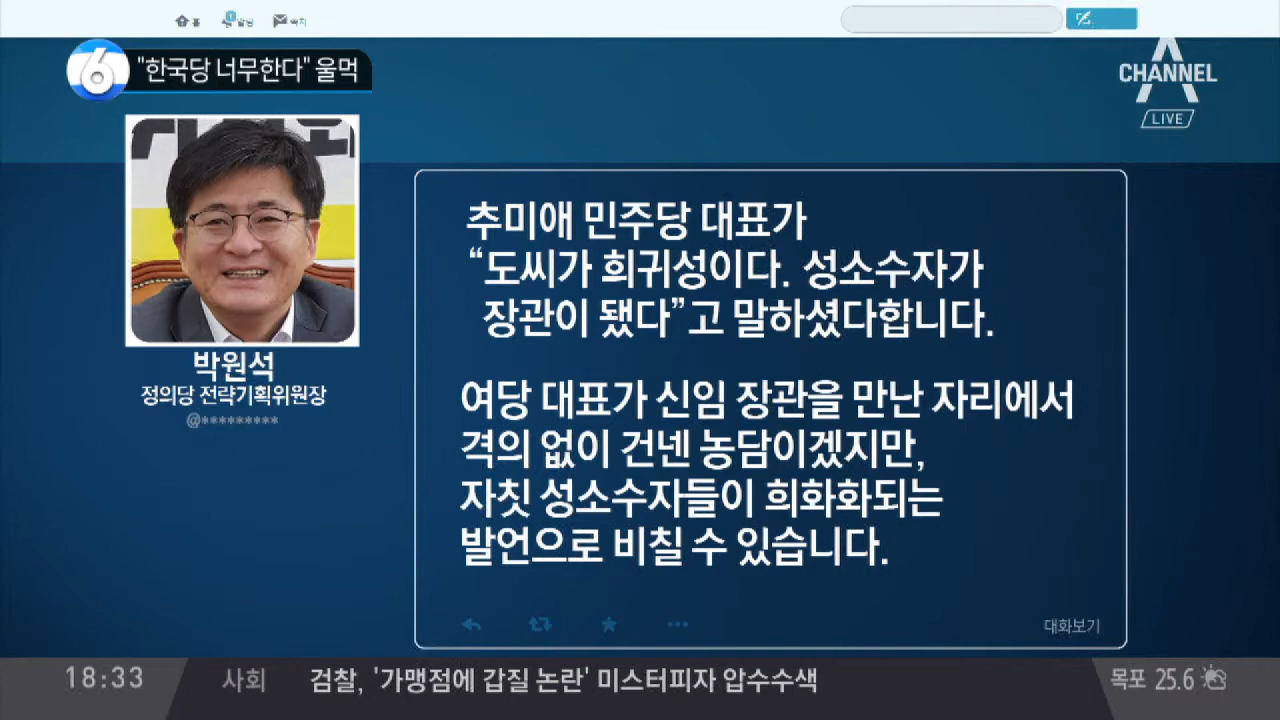 홈
알림
쪽지
6 "한국당 너무한다" 울먹
CHANNEL A
LIVE
박원석
정의당 전략기획위원장
@*********
추미애 민주당 대표가
“도씨가 희귀성이다. 성소수자가
장관이 됐다”고 말하셨다합니다.
여당 대표가 신임 장관을 만난 자리에서
격의 없이 건넨 농담이겠지만,
자칫 성소수자들이 희화화되는
발언으로 비칠 수 있습니다.
대화보기
18:33 사회 검찰, '가맹점에 갑질 논란' 미스터피자 압수수색 목포 25.6